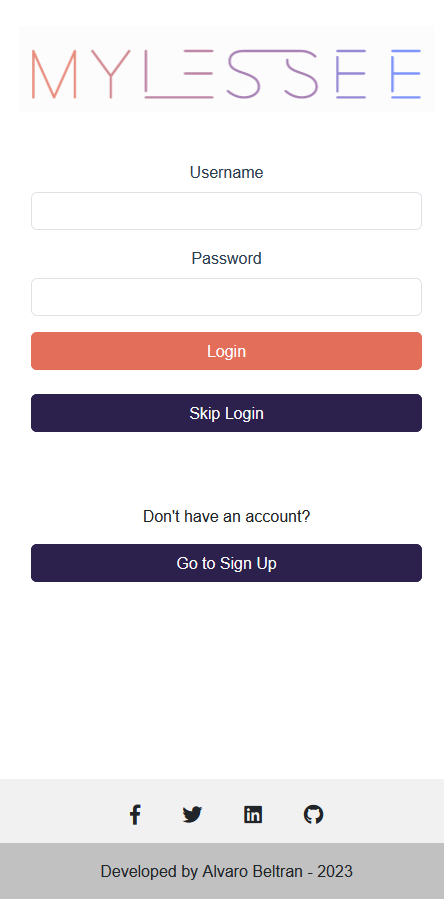 MYLESSEE
Username
Password
Login
Skip Login
Don't have an account?
Go to Sign Up
Developed by Alvaro Beltran - 2023